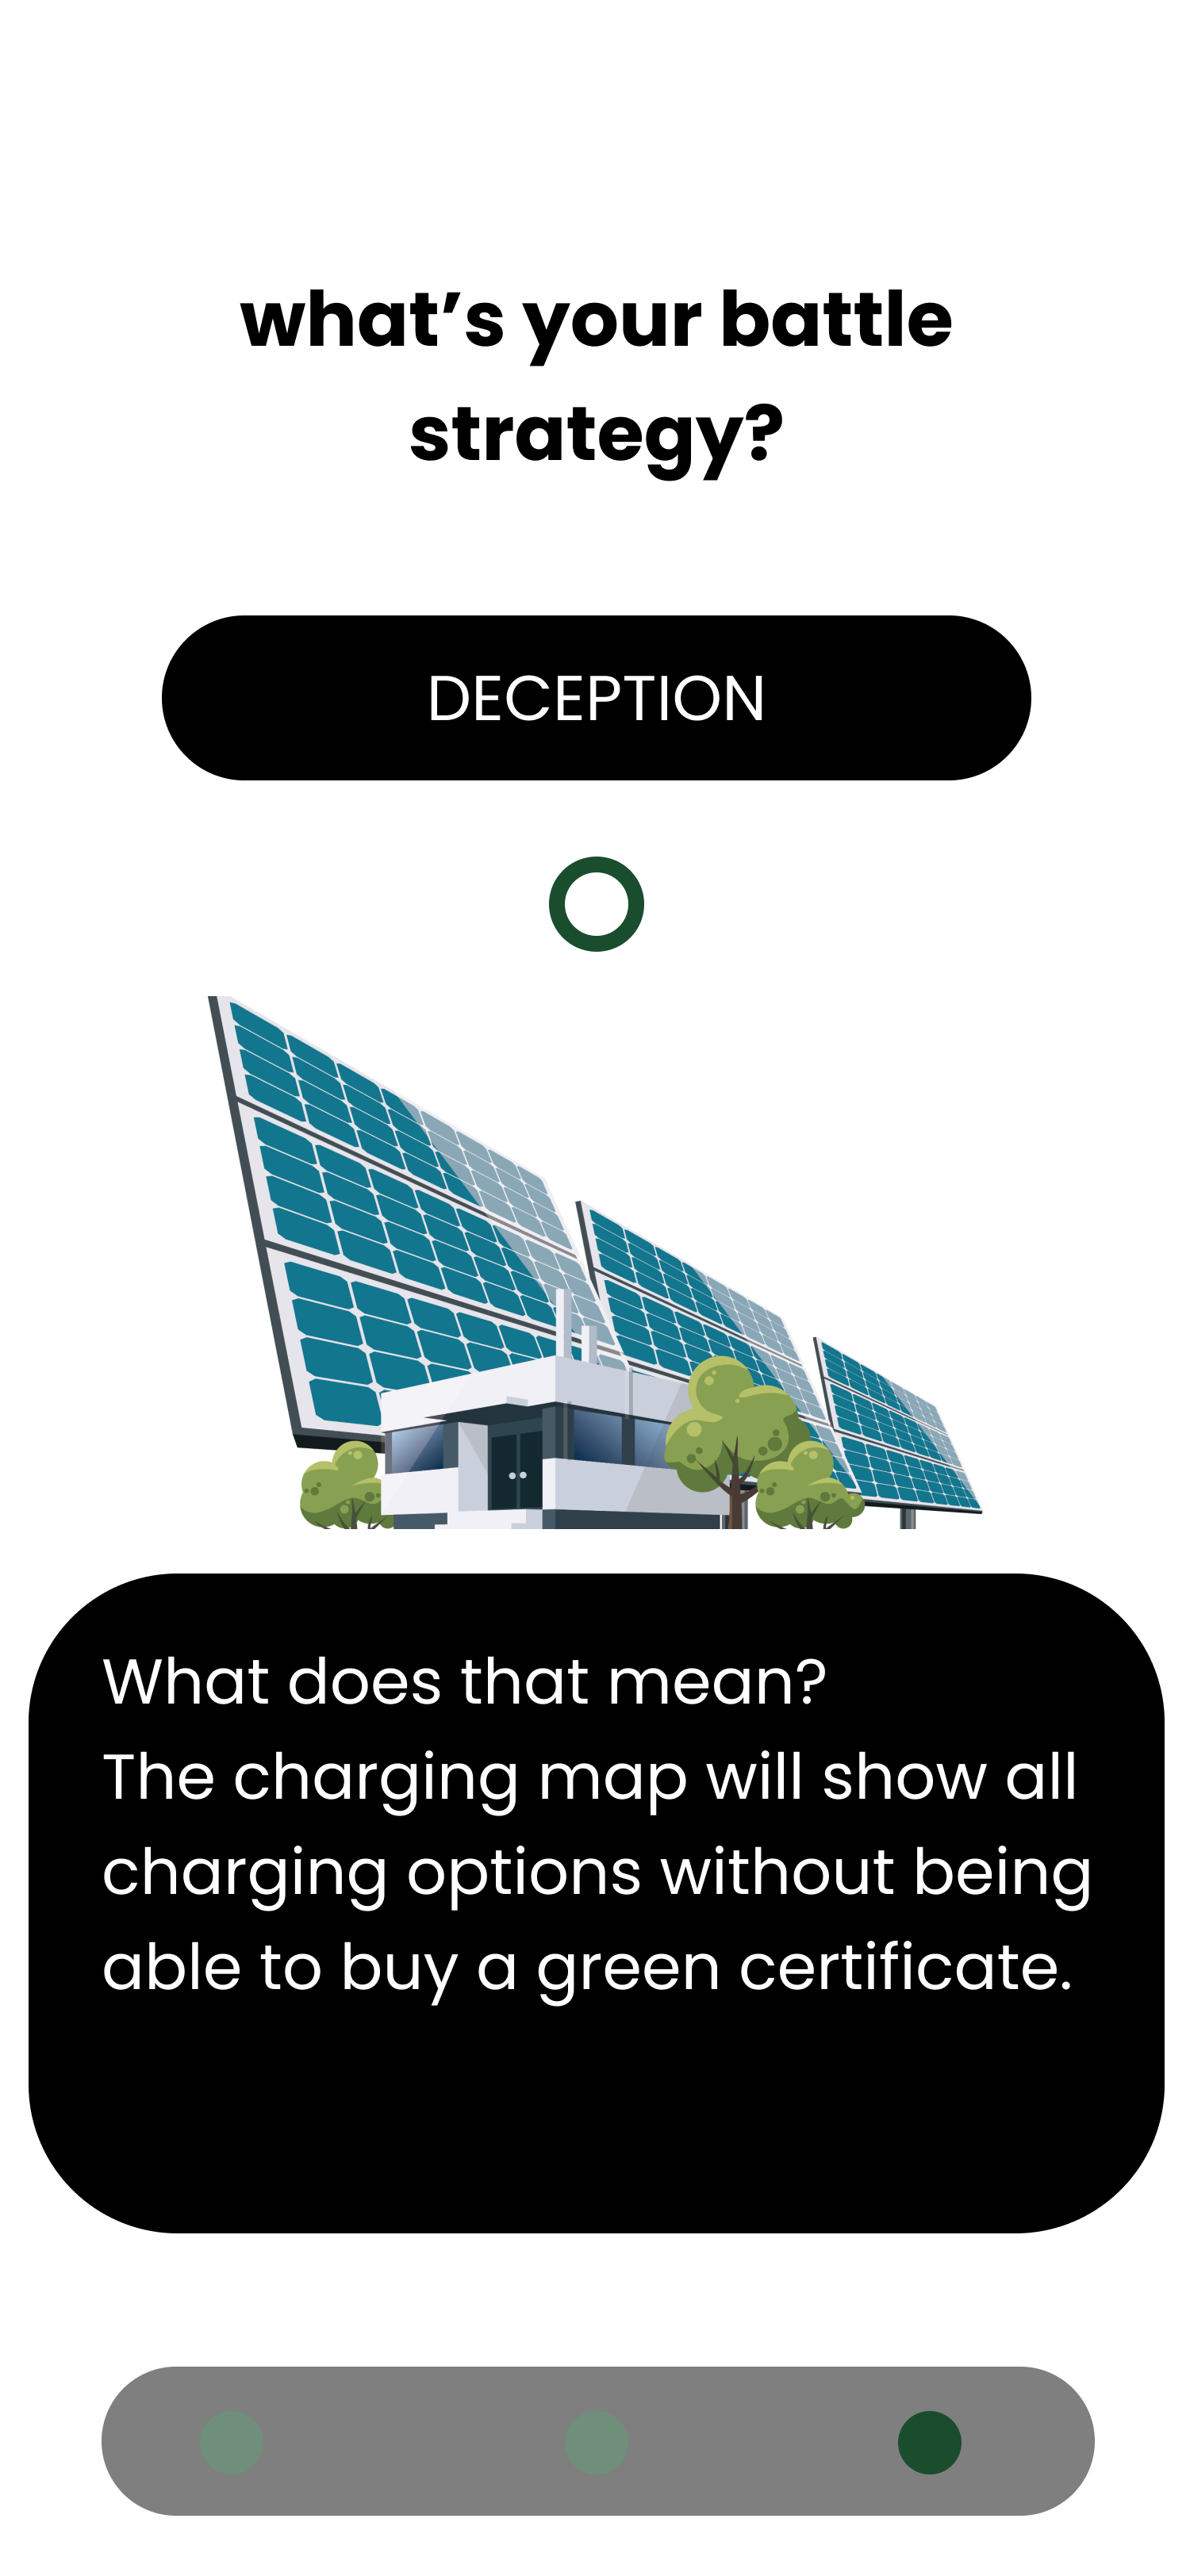 what’s your battle
strategy?
DECEPTION
What does that mean?
The charging map will show all
charging options without being
able to buy a green certificate.